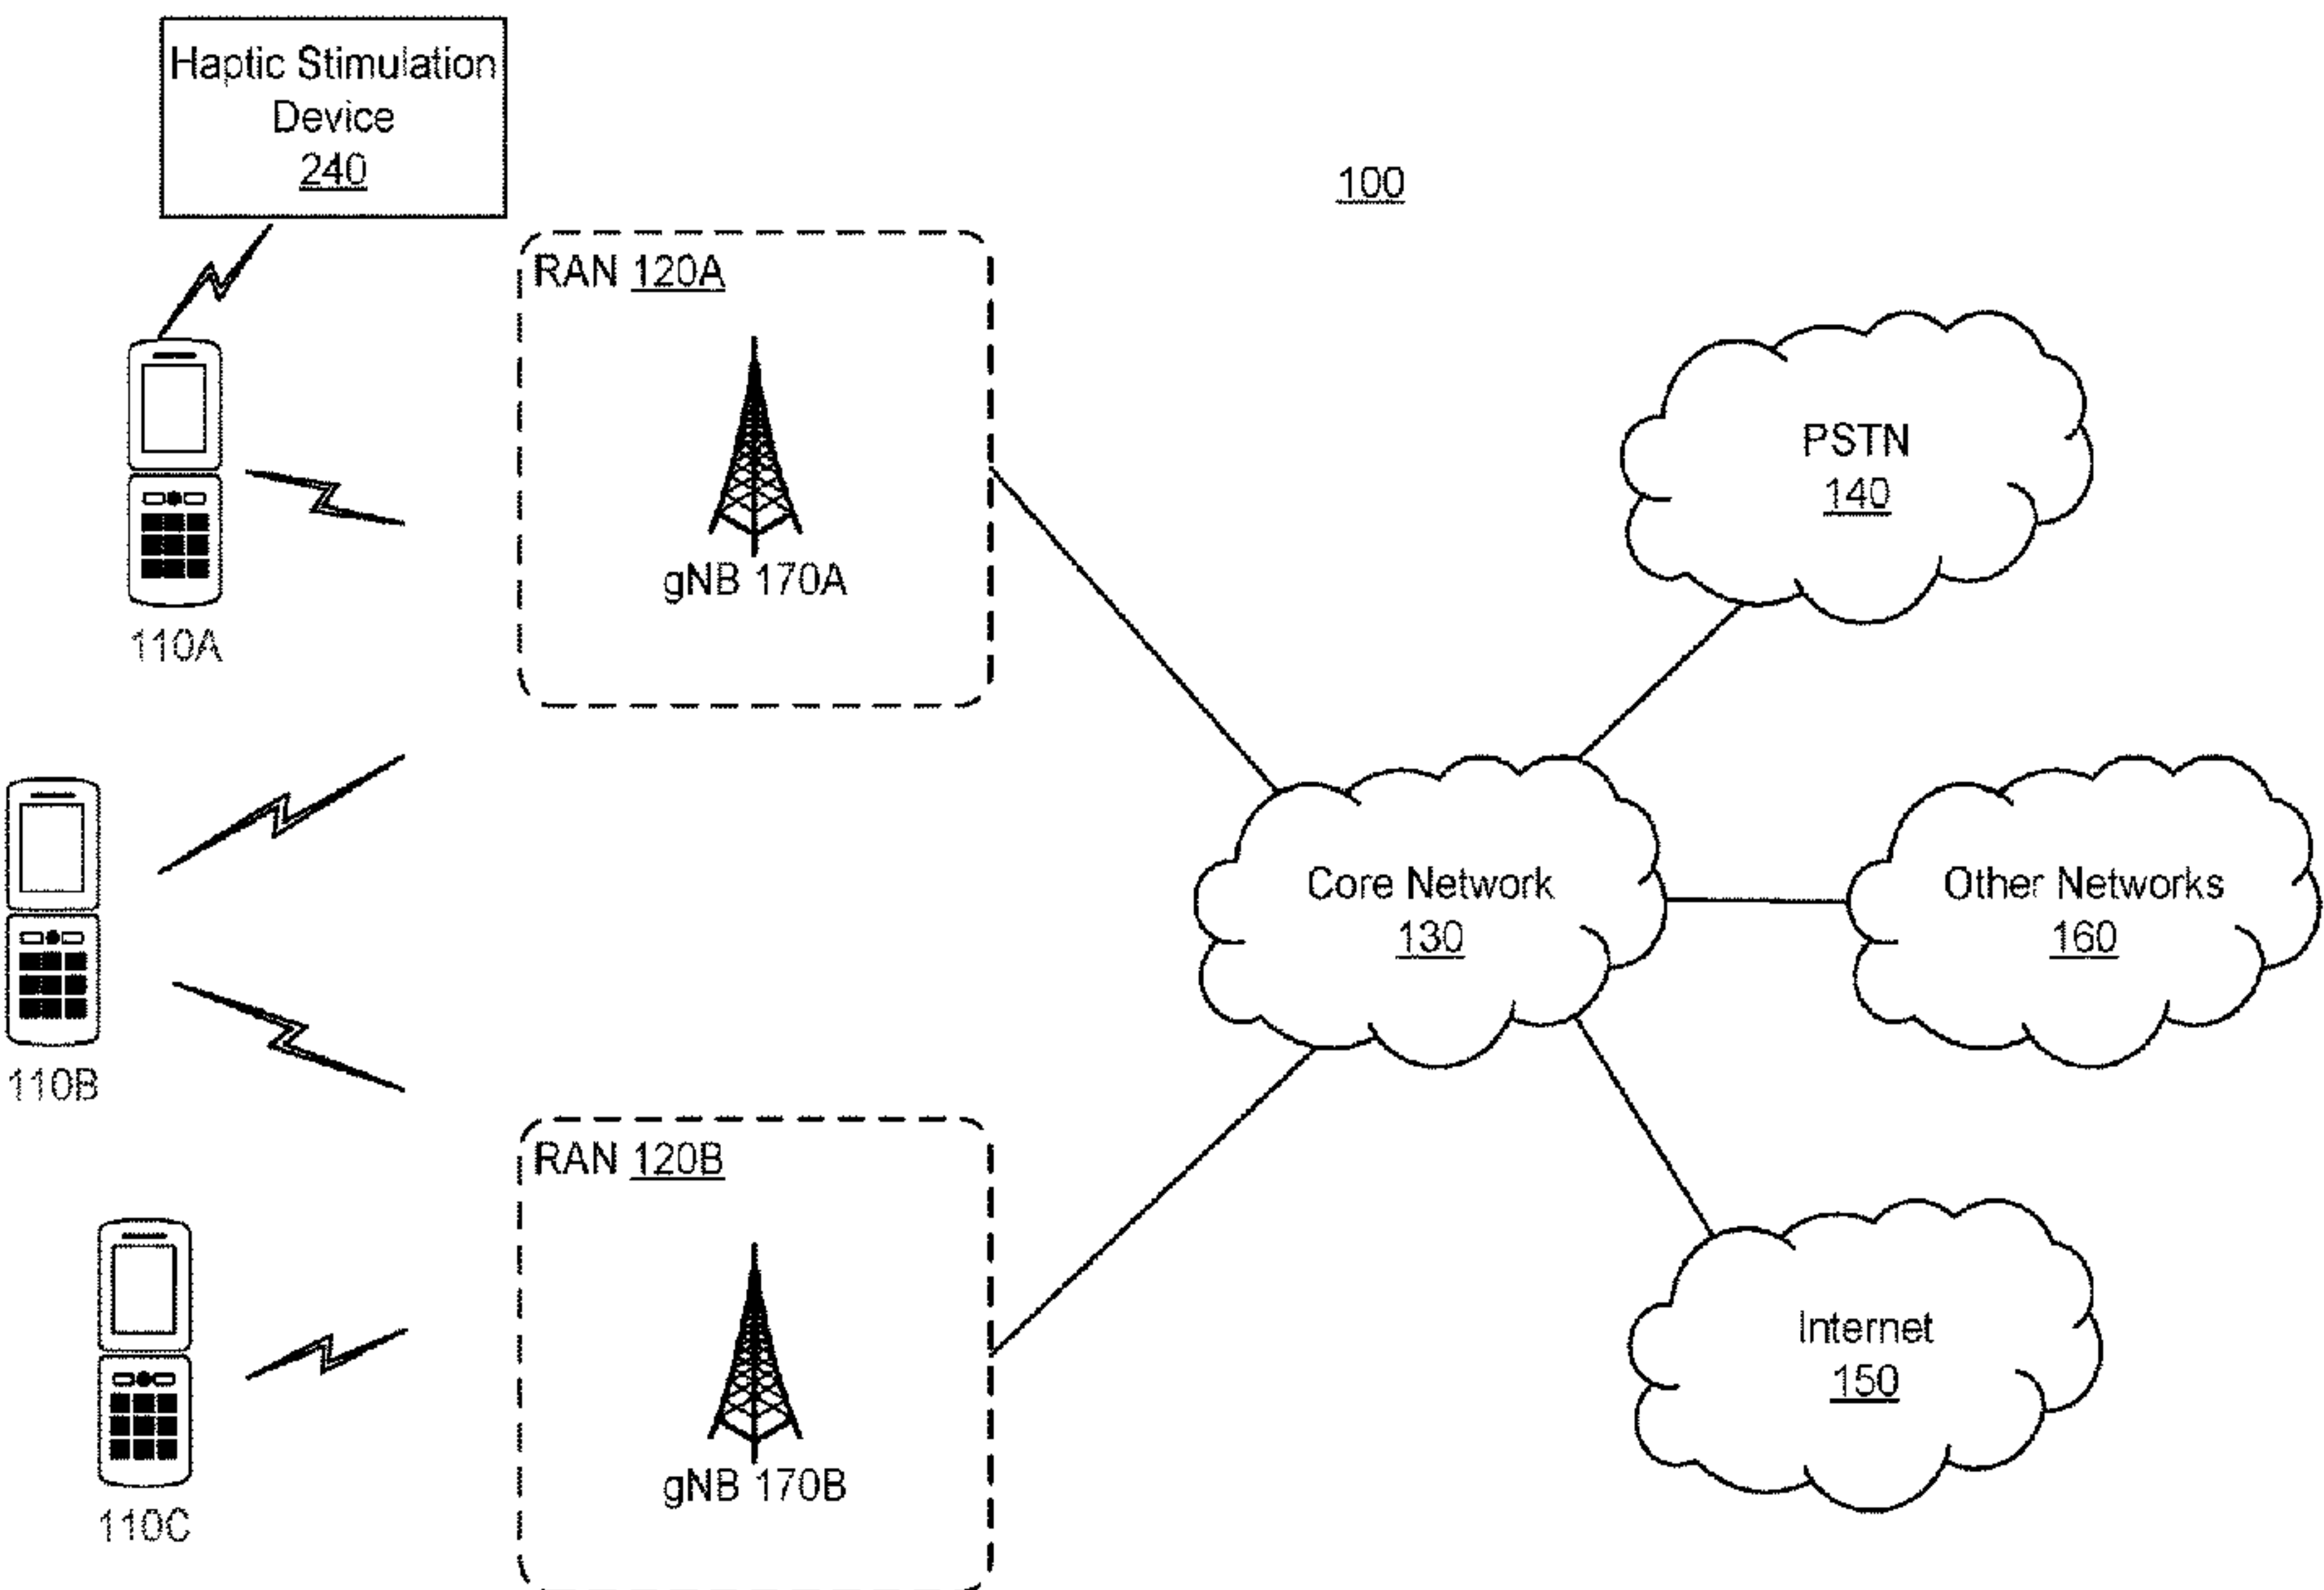 Haptic Stimulation
Device
240
100
RAN 120A
gNB 170A
110A
PSTN
140
110B
Core Network
130
Other Networks
160
RAN 120B
gNB 170B
110C
Internet
150